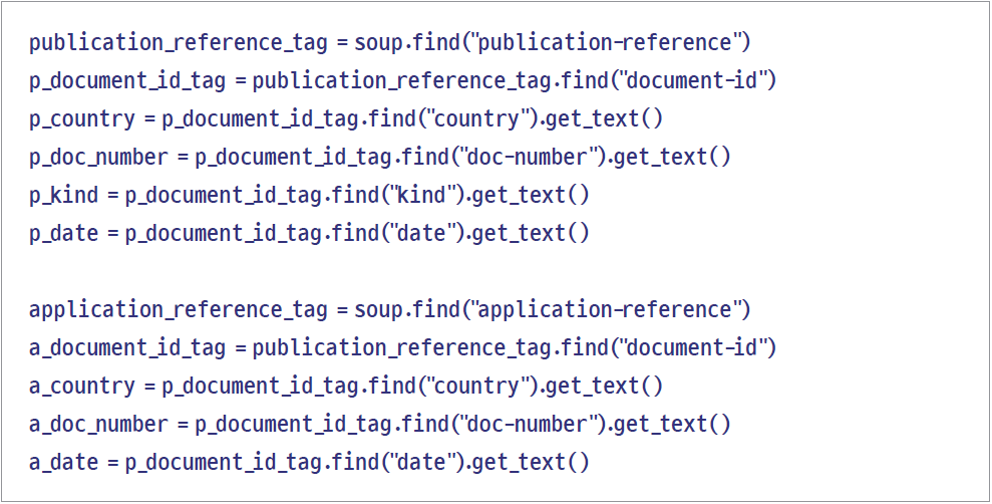 publication_reference_tag = soup.find("publication-reference")
p_document_id_tag = publication_reference_tag.find("document-id")
p_country = p_document_id_tag.find("country").get_text()
p_doc_number = p_document_id_tag.find("doc-number").get_text()
p_kind = p_document_id_tag.find("kind").get_text()
p_date = p_document_id_tag.find("date").get_text()
application_reference_tag = soup.find("application-reference")
a_document_id_tag = publication_reference_tag.find("document-id")
a_country = p_document_id_tag.find("country").get_text()
a_doc_number = p_document_id_tag.find("doc-number").get_text()
a_date = p_document_id_tag.find("date").get_text()